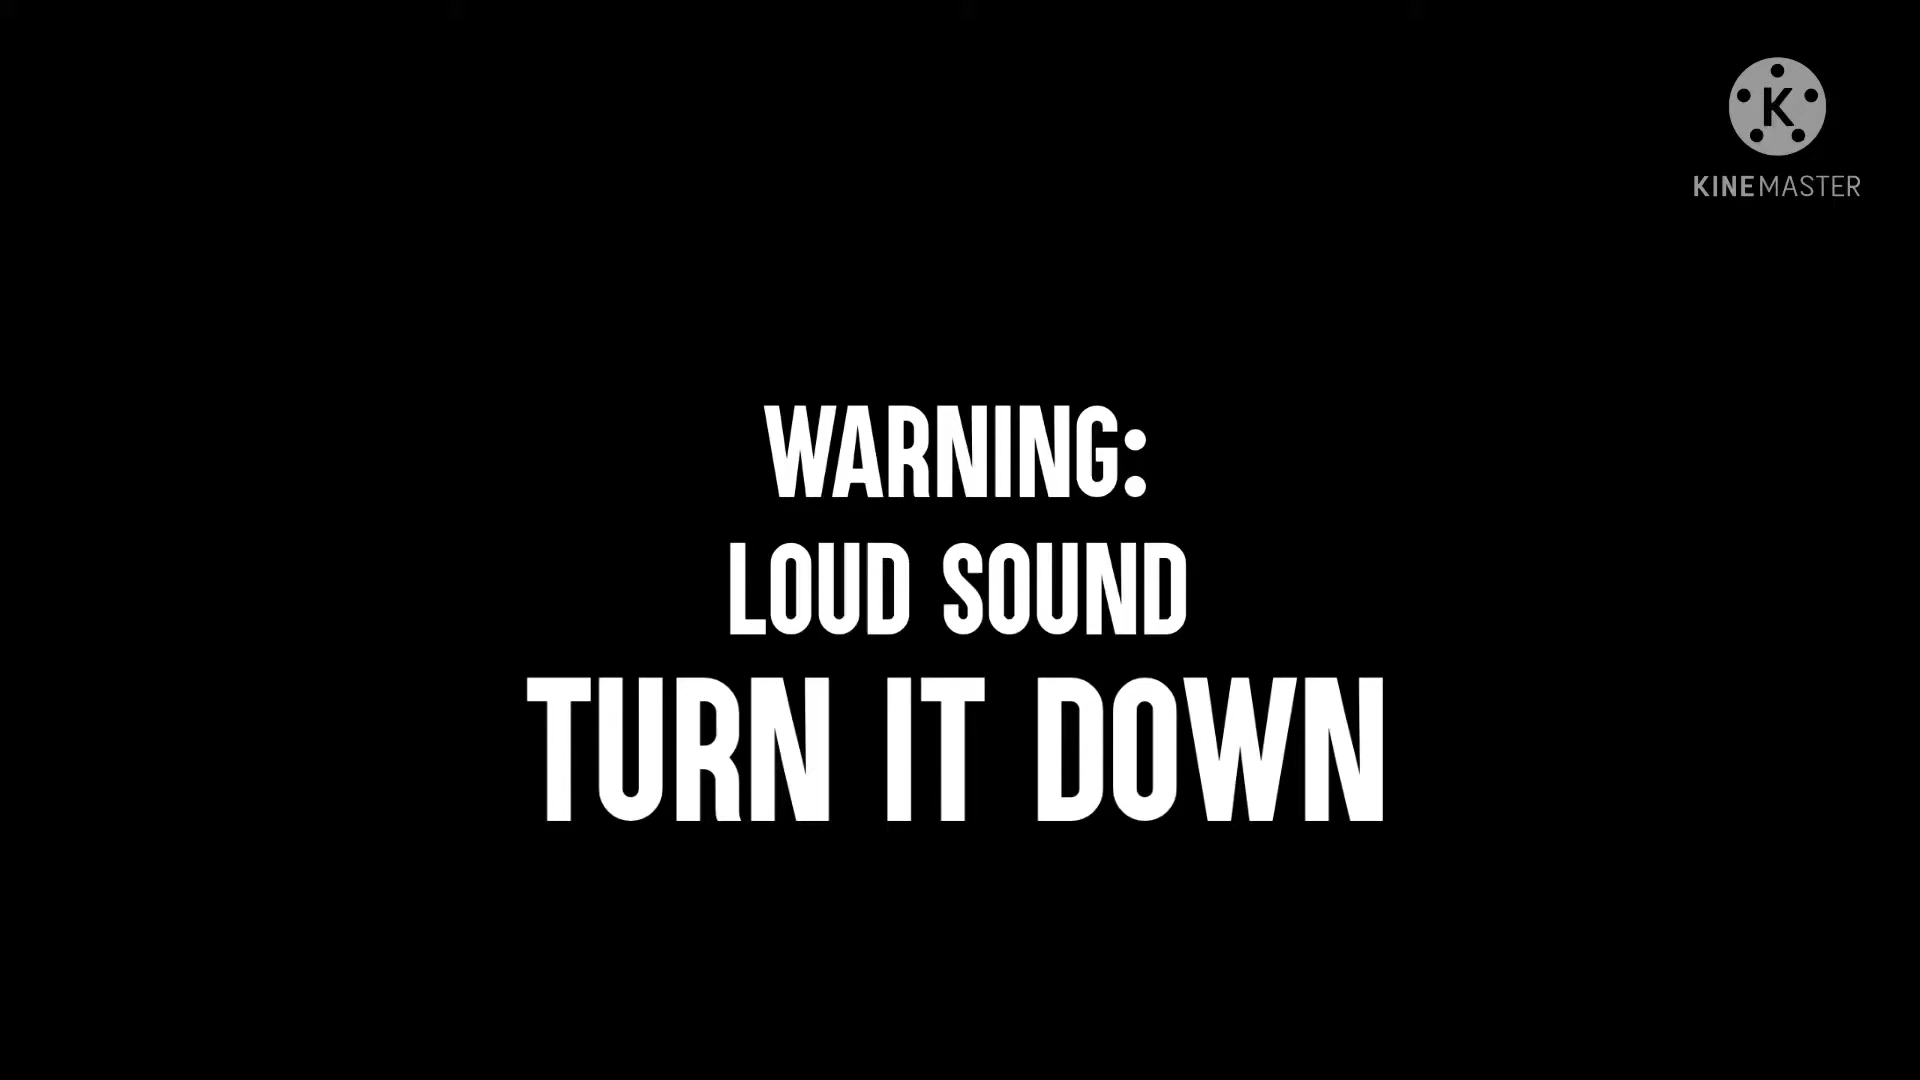 K
KINEMASTER
WARNING:
LOUD SOUND
TURN IT DOWN